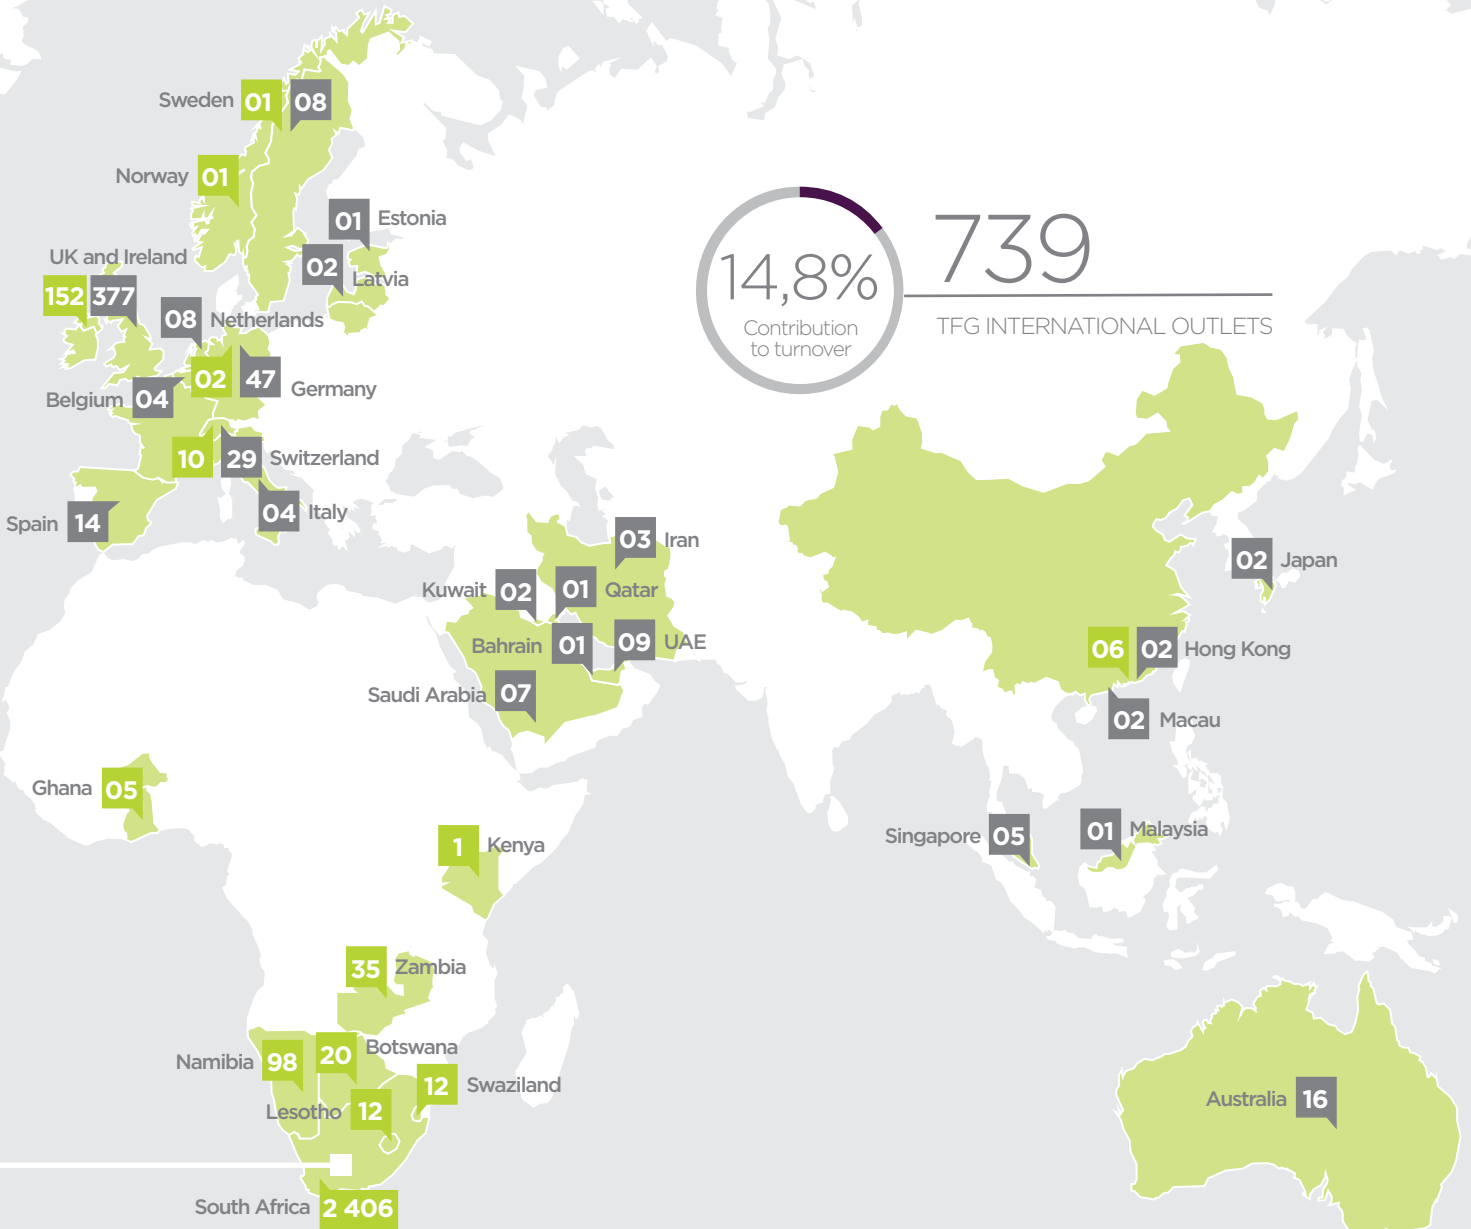 Sweden 01 08
Norway 01
01 Estonia
UK and Ireland
152 377
02 Latvia
08 Netherlands
02 47 Germany
Belgium 04
10 29 Switzerland
04 Italy
Spain 14
14,8%
Contribution
to turnover
739
TFG INTERNATIONAL OUTLETS
03 Iran
Kuwait 02
01 Qatar
Bahrain 01
09 UAE
Saudi Arabia 07
02 Japan
06 02 Hong Kong
02 Macau
Ghana 05
1 Kenya
Singapore 05
01 Malaysia
35 Zambia
Namibia 98
20 Botswana
12 Swaziland
Lesotho 12
Australia 16
South Africa 2 406